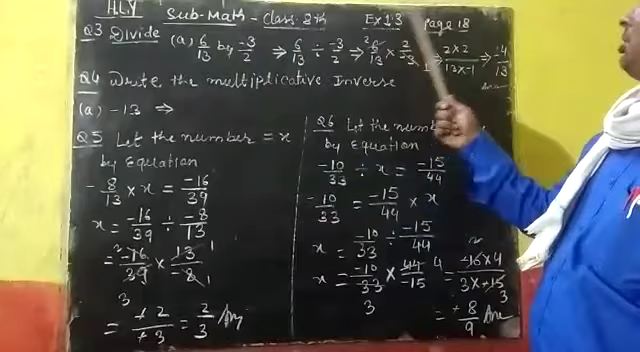 H.W
Sub-Math - Class-8th Ex 1.3 Page 18
Q3 Divide (a) 6/13 by -3/2 ⇒ 6/13 ÷ -3/2 ⇒ 6/13 × 2/-3 ⇒ 2×2/13×-1 ⇒ -4/13
Q4 Write the multiplicative Inverse
(a) -13 ⇒
Q5 Let the number = x
by Equation
-8/13 × x = -16/39
x = -16/39 ÷ -8/13
= -16/39 × 13/-8
= -2/-3 = 2/3 Ans
Q6 Let the num
by Equation
-10/33 ÷ x = -15/44
-10/33 = -15/44 × x
x = -10/33 ÷ -15/44
x = -10/33 × 44/-15 = -10×4/3×-15
= 8/9 Ans